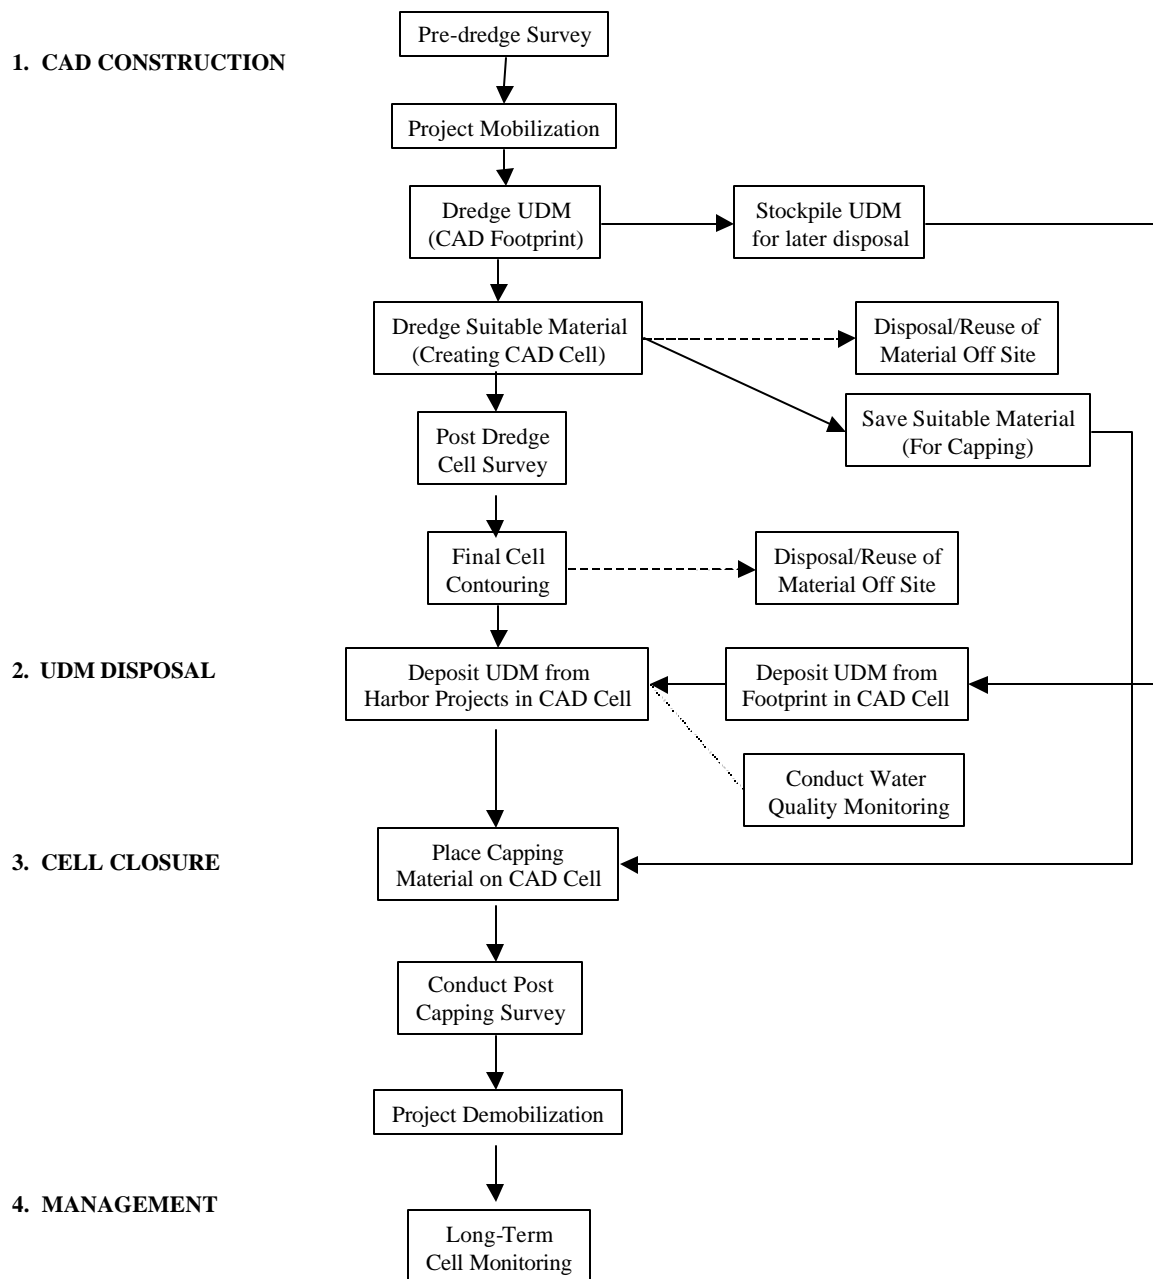 Pre-dredge Survey
1. CAD CONSTRUCTION
Project Mobilization
Dredge UDM
(CAD Footprint)
Stockpile UDM
for later disposal
Dredge Suitable Material
(Creating CAD Cell)
Disposal/Reuse of
Material Off Site
Save Suitable Material
(For Capping)
Post Dredge
Cell Survey
Final Cell
Contouring
Disposal/Reuse of
Material Off Site
2. UDM DISPOSAL
Deposit UDM from
Harbor Projects in CAD Cell
Deposit UDM from
Footprint in CAD Cell
Conduct Water
Quality Monitoring
3. CELL CLOSURE
Place Capping
Material on CAD Cell
Conduct Post
Capping Survey
Project Demobilization
4. MANAGEMENT
Long-Term
Cell Monitoring